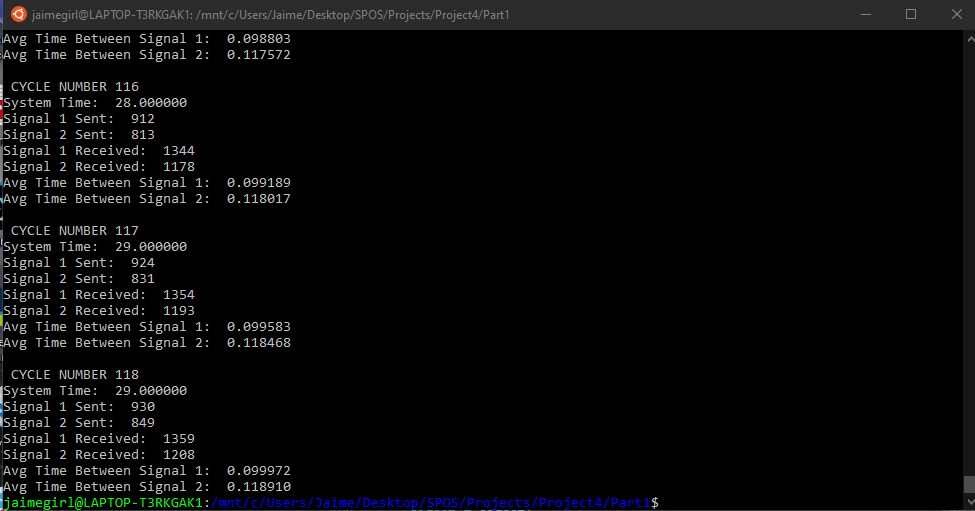 jaimegirl@LAPTOP-T3RKGAK1: /mnt/c/Users/Jaime/Desktop/SPOS/Projects/Project4/Part1
Avg Time Between Signal 1:  0.098803
Avg Time Between Signal 2:  0.117572

 CYCLE NUMBER 116
System Time:  28.000000
Signal 1 Sent:  912
Signal 2 Sent:  813
Signal 1 Received:  1344
Signal 2 Received:  1178
Avg Time Between Signal 1:  0.099189
Avg Time Between Signal 2:  0.118017

 CYCLE NUMBER 117
System Time:  29.000000
Signal 1 Sent:  924
Signal 2 Sent:  831
Signal 1 Received:  1354
Signal 2 Received:  1193
Avg Time Between Signal 1:  0.099583
Avg Time Between Signal 2:  0.118468

 CYCLE NUMBER 118
System Time:  29.000000
Signal 1 Sent:  930
Signal 2 Sent:  849
Signal 1 Received:  1359
Signal 2 Received:  1208
Avg Time Between Signal 1:  0.099972
Avg Time Between Signal 2:  0.118910
jaimegirl@LAPTOP-T3RKGAK1:/mnt/c/Users/Jaime/Desktop/SPOS/Projects/Project4/Part1$